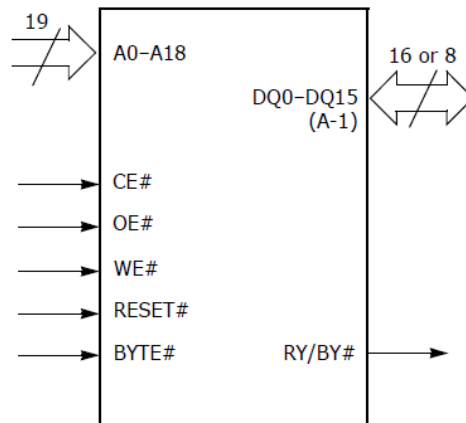 19
A0–A18
16 or 8
DQ0–DQ15
(A-1)
CE#
OE#
WE#
RESET#
BYTE#
RY/BY#